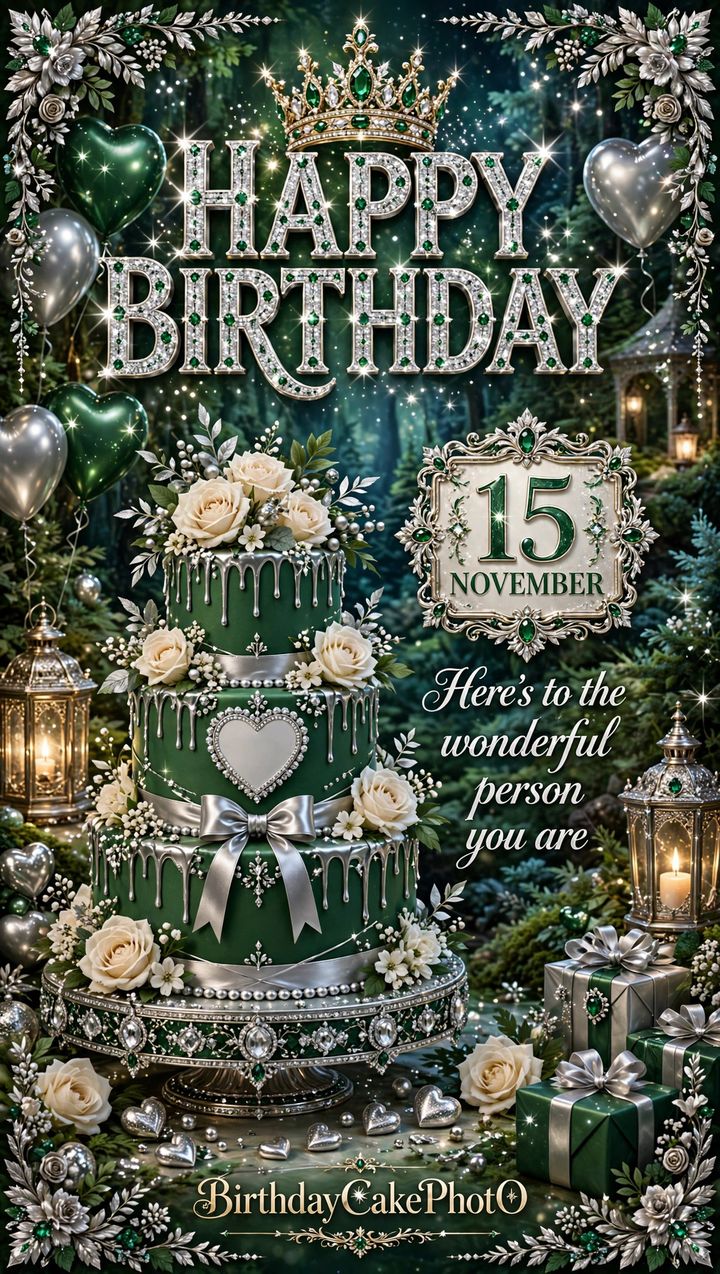 HAPPY
BIRTHDAY
15
NOVEMBER
Here's to the
wonderful
person
you are
BirthdayCakePhotO